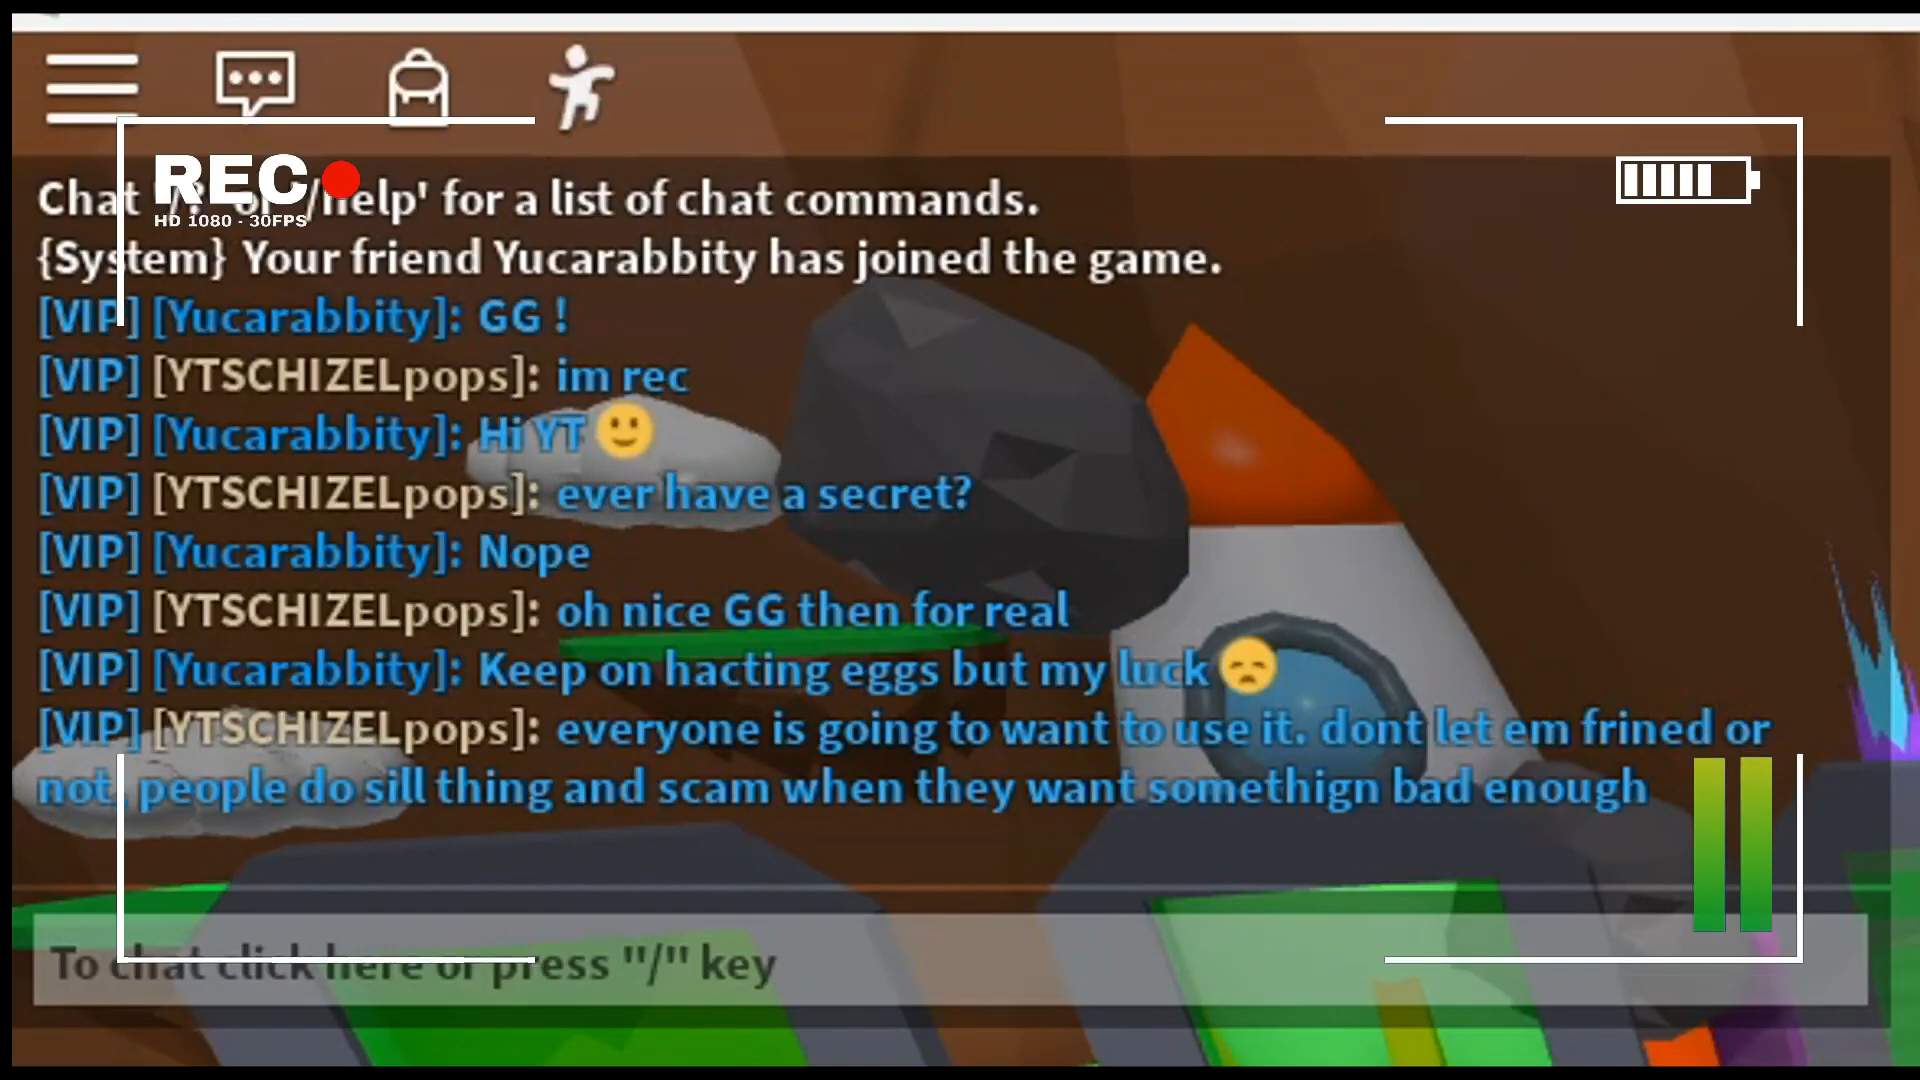 REC
HD 1080 - 30FPS
Chat '/?' or '/help' for a list of chat commands.
{System} Your friend Yucarabbity has joined the game.
[VIP] [Yucarabbity]: GG !
[VIP] [YTSCHIZELpops]: im rec
[VIP] [Yucarabbity]: Hi YT 🙂
[VIP] [YTSCHIZELpops]: ever have a secret?
[VIP] [Yucarabbity]: Nope
[VIP] [YTSCHIZELpops]: oh nice GG then for real
[VIP] [Yucarabbity]: Keep on hacting eggs but my luck 😞
[VIP] [YTSCHIZELpops]: everyone is going to want to use it. dont let em frined or
not, people do sill thing and scam when they want somethign bad enough
To chat click here or press "/" key